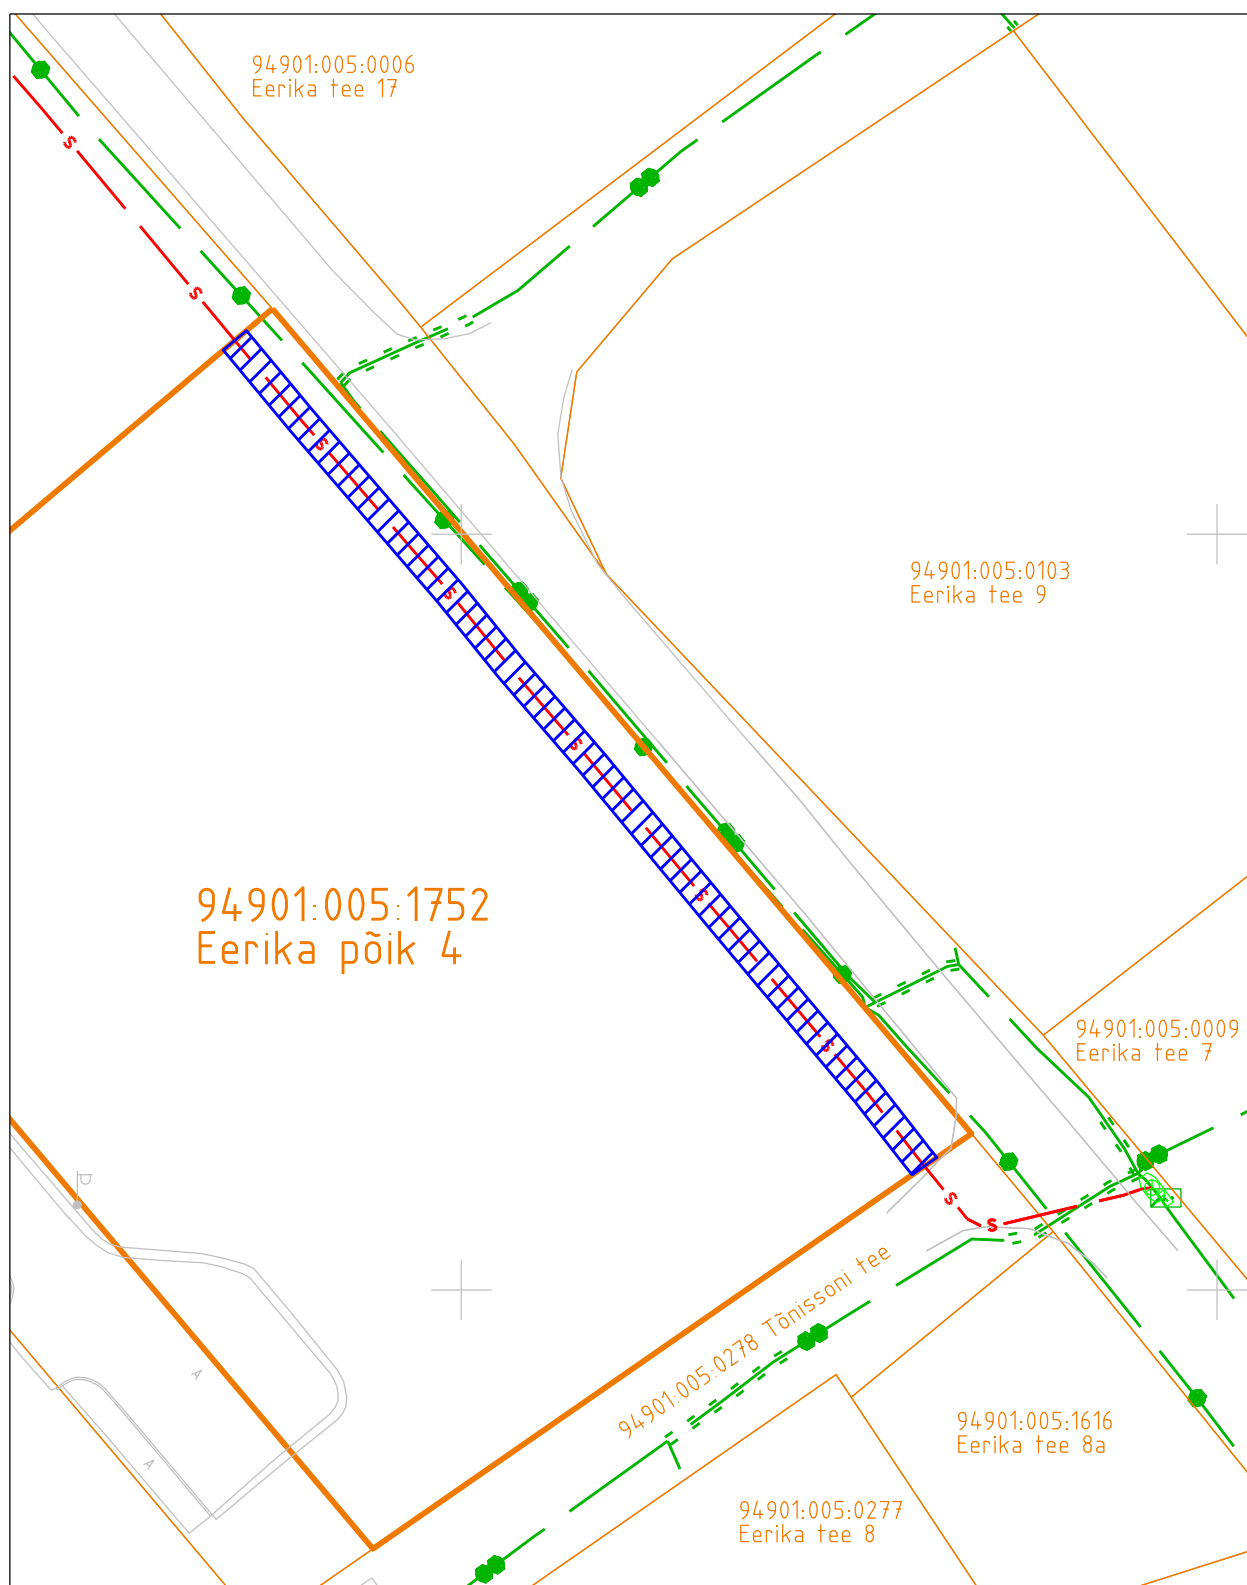 94901:005:0006
Eerika tee 17
S
S
S
94901:005:0103
Eerika tee 9
S
S
94901:005:1752
Eerika põik 4
S
94901:005:0009
Eerika tee 7
S
S
S
94901:005:0278 Tõnissoni tee
A
A
94901:005:1616
Eerika tee 8a
94901:005:0277
Eerika tee 8